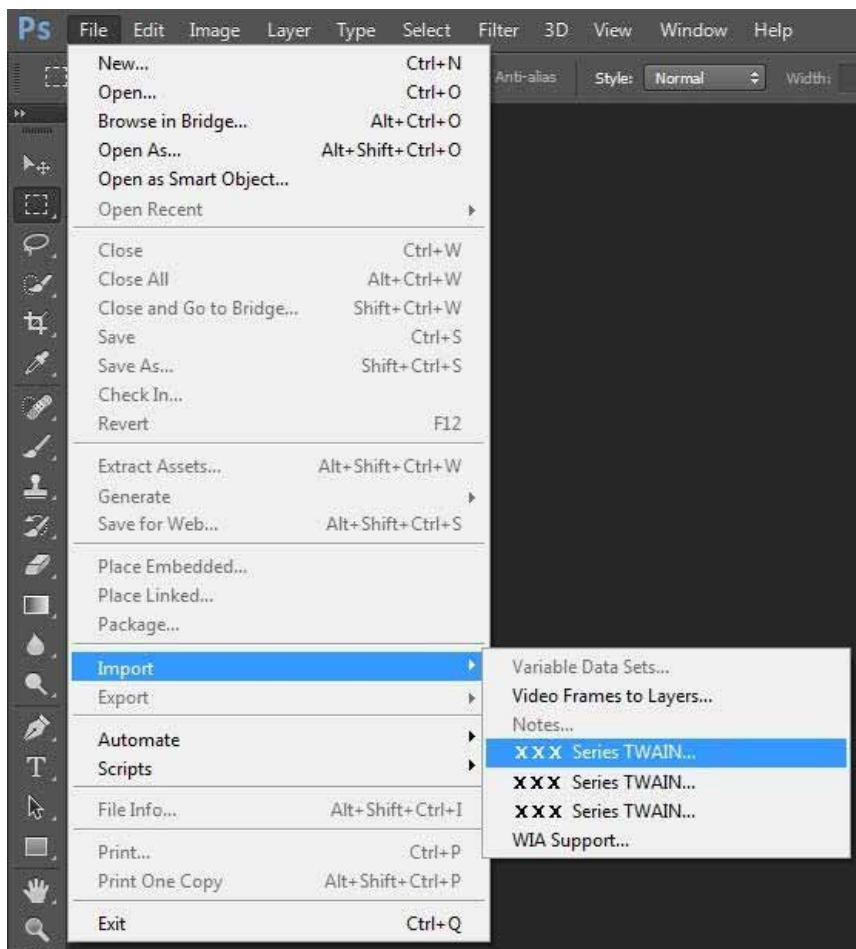 Ps File Edit Image Layer Type Select Filter 3D View Window Help
Anti-alias Style: Normal Width:
New... Ctrl+N
Open... Ctrl+O
Browse in Bridge... Alt+Ctrl+O
Open As... Alt+Shift+Ctrl+O
Open as Smart Object...
Open Recent
Close Ctrl+W
Close All Alt+Ctrl+W
Close and Go to Bridge... Shift+Ctrl+W
Save Ctrl+S
Save As... Shift+Ctrl+S
Check In...
Revert F12
Extract Assets... Alt+Shift+Ctrl+W
Generate
Save for Web... Alt+Shift+Ctrl+S
Place Embedded...
Place Linked...
Package...
Import
Export
Automate
Scripts
File Info... Alt+Shift+Ctrl+I
Print... Ctrl+P
Print One Copy Alt+Shift+Ctrl+P
Exit Ctrl+Q
Variable Data Sets...
Video Frames to Layers...
Notes...
XXX Series TWAIN...
XXX Series TWAIN...
XXX Series TWAIN...
WIA Support...
T